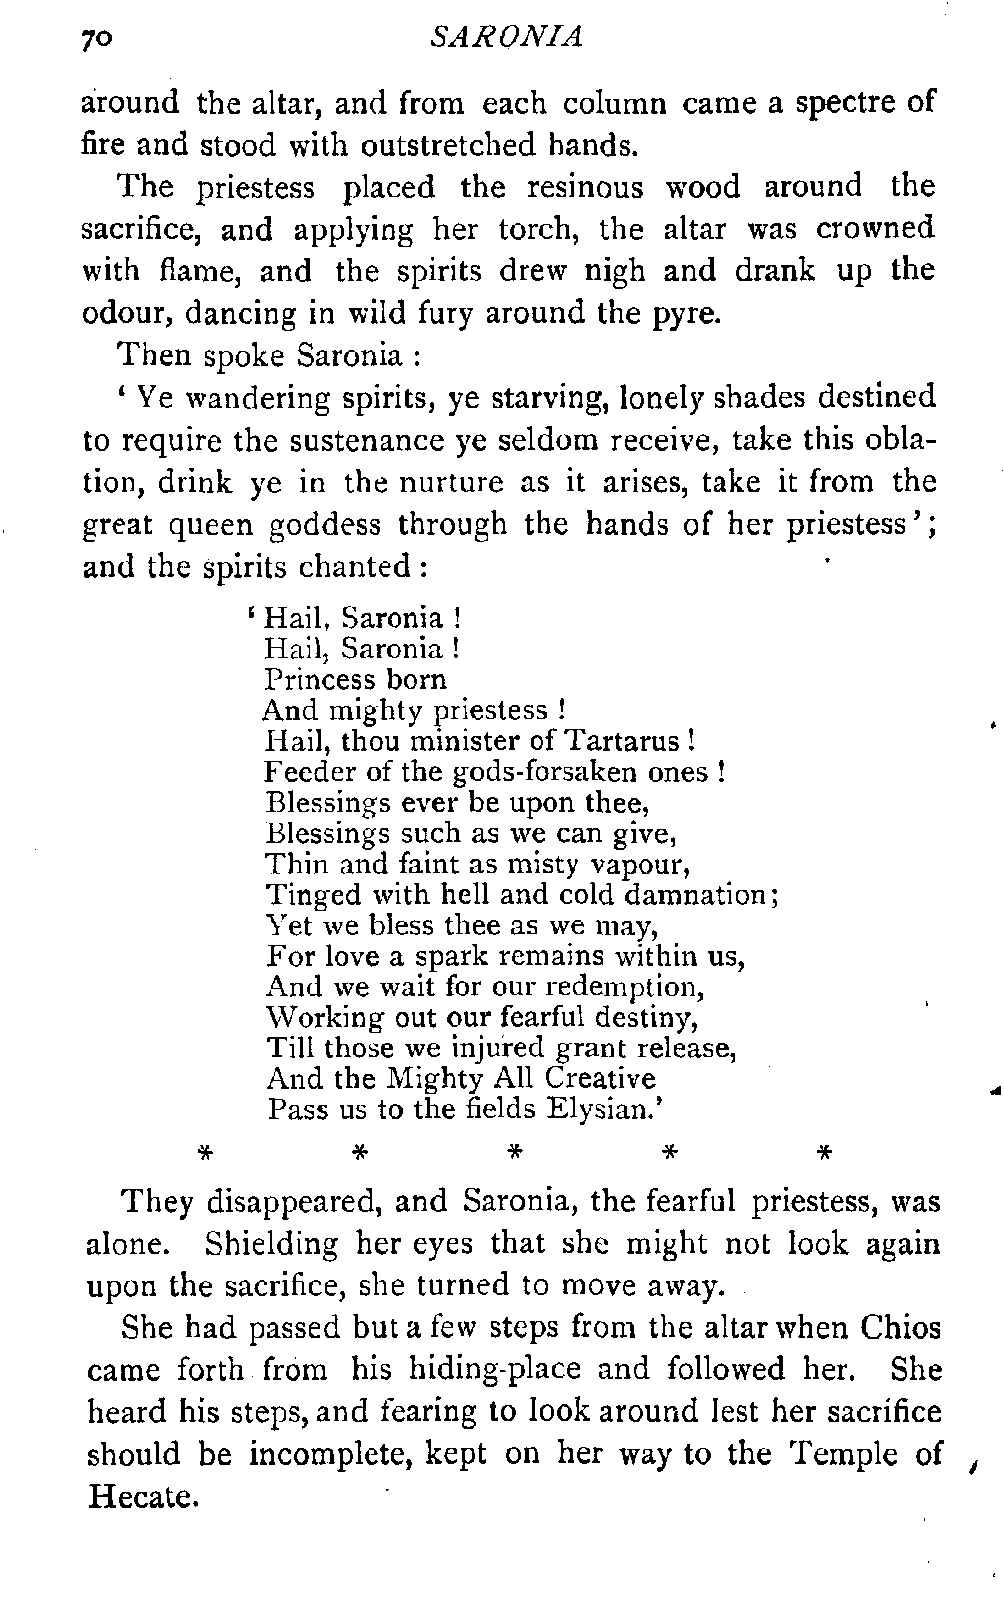 70 SARONIA
around the altar, and from each column came a spectre of
fire and stood with outstretched hands.
The priestess placed the resinous wood around the
sacrifice, and applying her torch, the altar was crowned
with flame, and the spirits drew nigh and drank up the
odour, dancing in wild fury around the pyre.
Then spoke Saronia :
‘ Ye wandering spirits, ye starving, lonely shades destined
to require the sustenance ye seldom receive, take this obla-
tion, drink ye in the nurture as it arises, take it from the
great queen goddess through the hands of her priestess’;
and the spirits chanted :
‘ Hail, Saronia !
Hail, Saronia !
Princess born
And mighty priestess !
Hail, thou minister of Tartarus !
Feeder of the gods-forsaken ones !
Blessings ever be upon thee,
Blessings such as we can give,
Thin and faint as misty vapour,
Tinged with hell and cold damnation;
Yet we bless thee as we may,
For love a spark remains within us,
And we wait for our redemption,
Working out our fearful destiny,
Till those we injured grant release,
And the Mighty All Creative
Pass us to the fields Elysian.’
* * * * *
They disappeared, and Saronia, the fearful priestess, was
alone. Shielding her eyes that she might not look again
upon the sacrifice, she turned to move away.
She had passed but a few steps from the altar when Chios
came forth from his hiding-place and followed her. She
heard his steps, and fearing to look around lest her sacrifice
should be incomplete, kept on her way to the Temple of
Hecate.